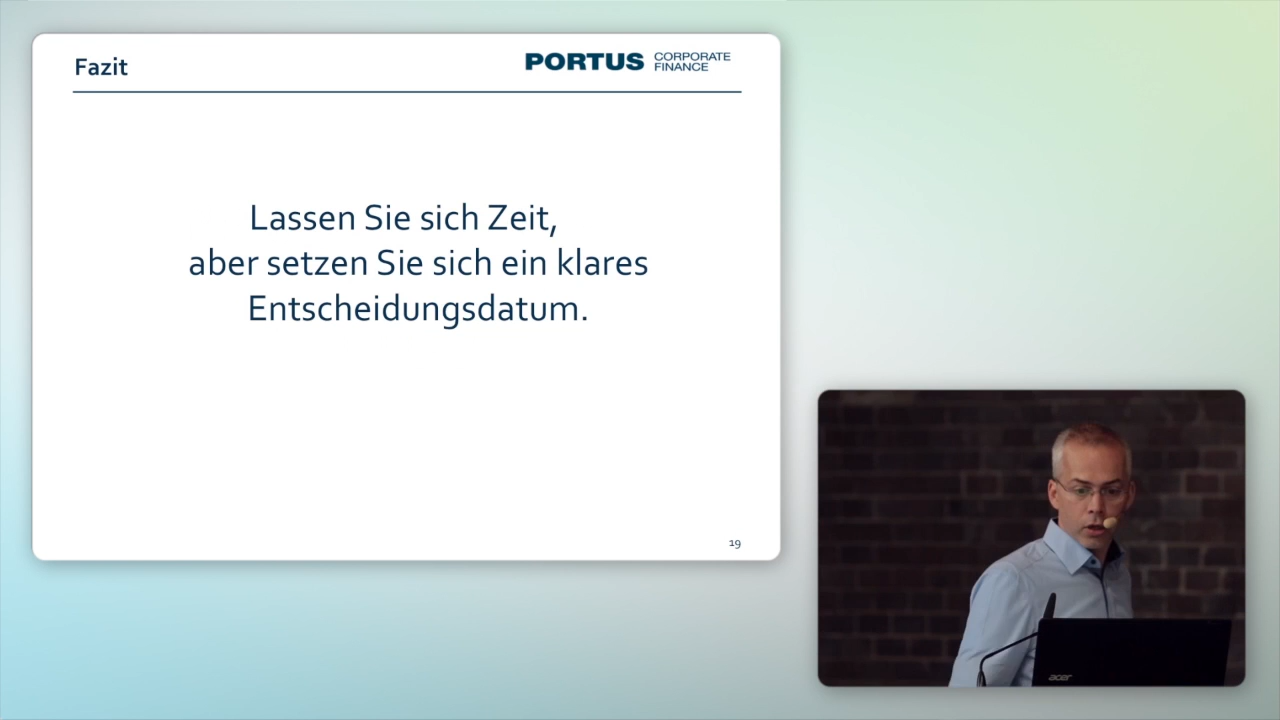 Fazit
PORTUS CORPORATE
FINANCE
Lassen Sie sich Zeit,
aber setzen Sie sich ein klares
Entscheidungsdatum.
19
acer